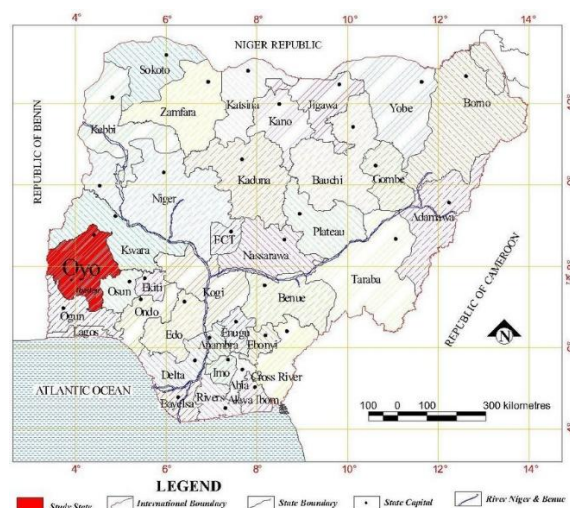 4° 6° 8° 10° 12° 14°
NIGER REPUBLIC
Sokoto
Katsina
Zamfara
Kano
Jigawa
Yobe
Borno
Kabbi
REPUBLIC OF BENIN
Kaduna
Bauchi
Gombe
Niger
Adamawa
FCT
Plateau
Kwara
Nassarawa
Oyo
Taraba
Osun
Ekiti
Kogi
Benue
Ogun
Ondo
Lagos
Edo
Enugu
Anambra
Ebonyi
REPUBLIC OF CAMEROON
N
Delta
Imo
Abia
Cross River
ATLANTIC OCEAN
Bayelsa
Rivers
Akwa Ibom
100 0 100 300 kilometres
4° 6° 8° 10° 12° 14°
LEGEND
Study State
International Boundary
State Boundary
State Capital
River Niger & Benue